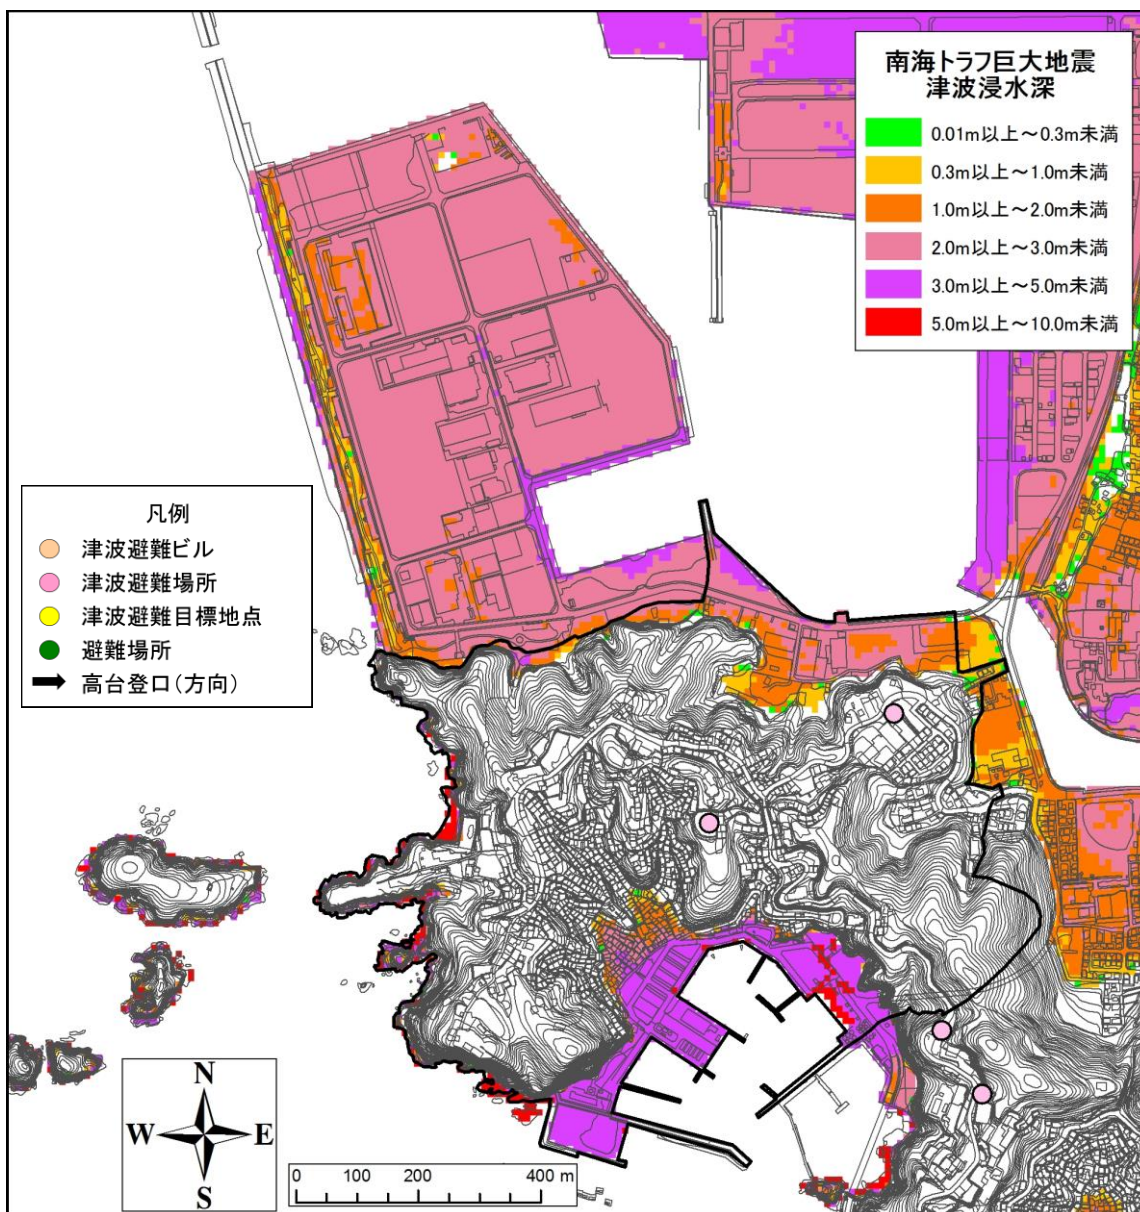 南海トラフ巨大地震
津波浸水深
0.01m以上～0.3m未満
0.3m以上～1.0m未満
1.0m以上～2.0m未満
2.0m以上～3.0m未満
3.0m以上～5.0m未満
5.0m以上～10.0m未満
凡例
津波避難ビル
津波避難場所
津波避難目標地点
避難場所
高台登口(方向)
N
W E
S
0 100 200 400 m